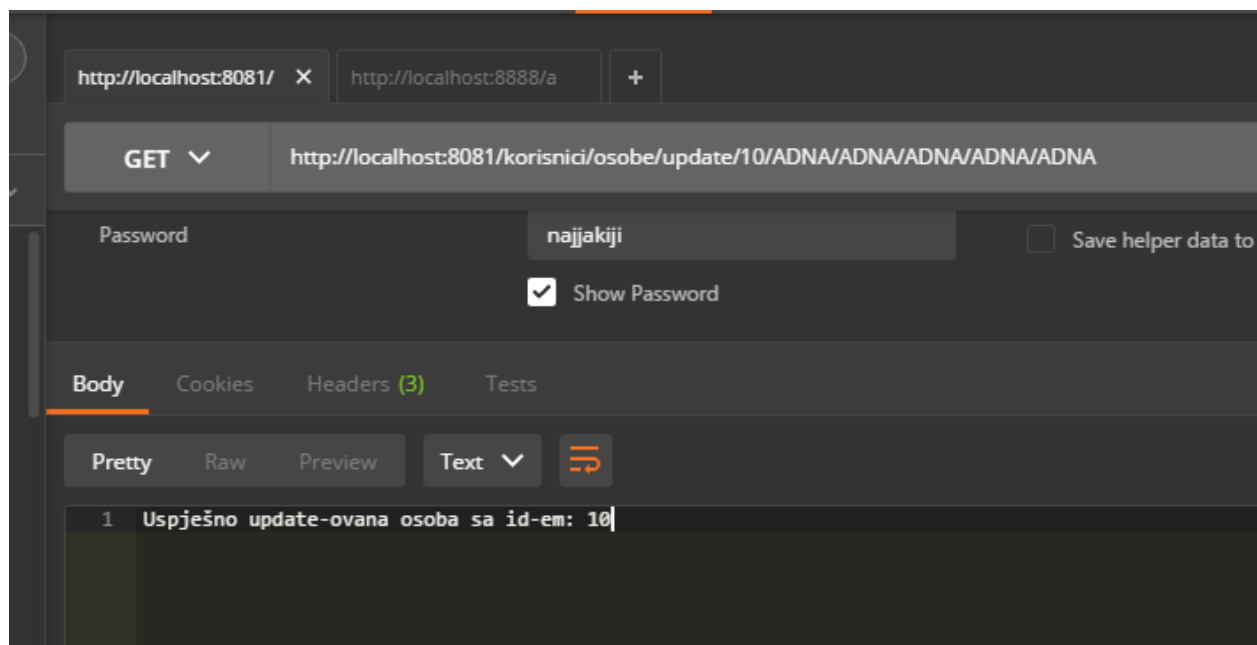 http://localhost:8081/ http://localhost:8888/a +
GET http://localhost:8081/korisnici/osobe/update/10/ADNA/ADNA/ADNA/ADNA/ADNA
Password najjakiji Save helper data to
Show Password
Body Cookies Headers (3) Tests
Pretty Raw Preview Text
1 Uspješno update-ovana osoba sa id-em: 10